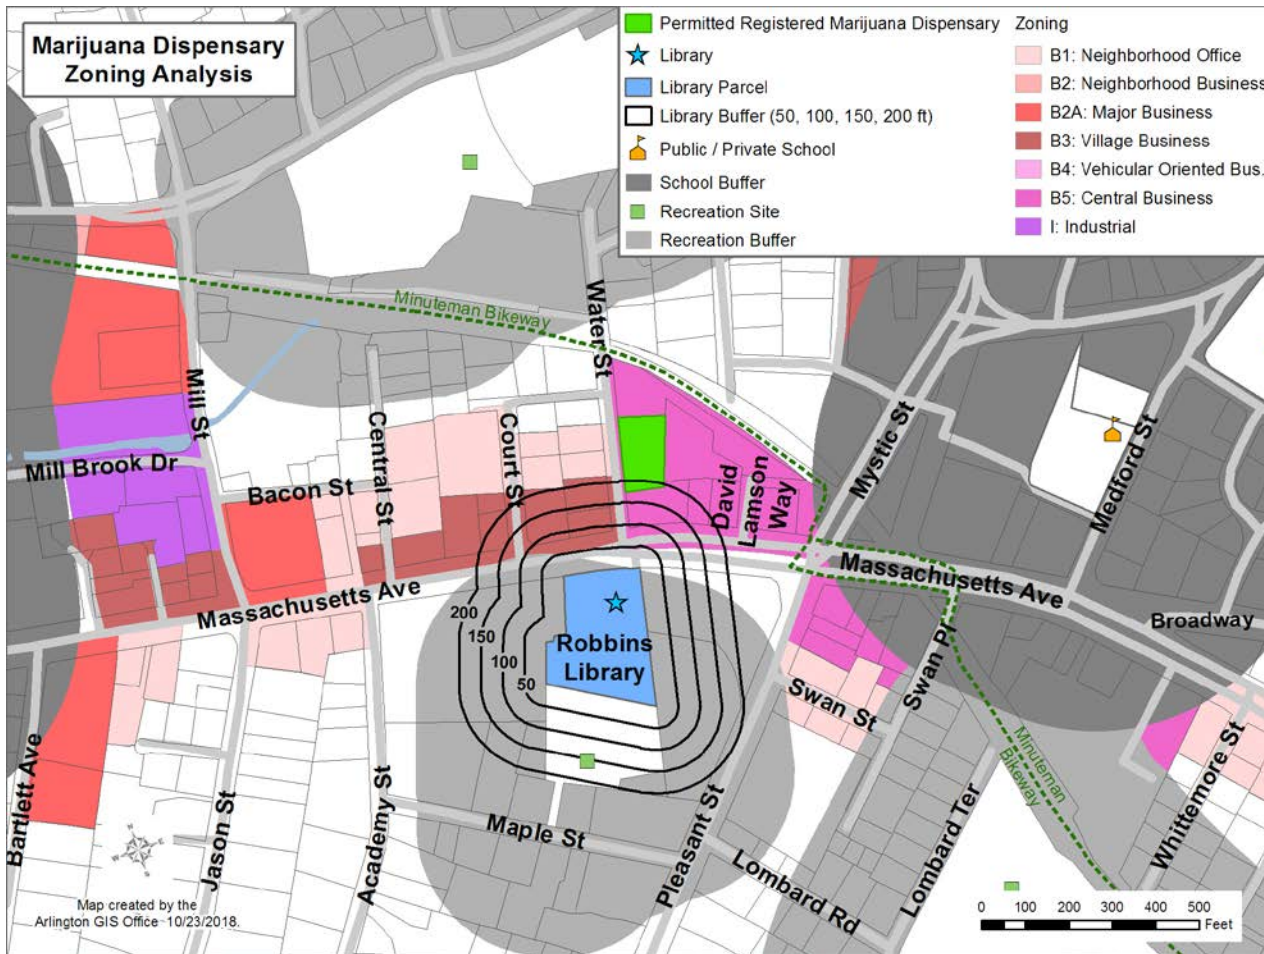 Marijuana Dispensary
Zoning Analysis
Permitted Registered Marijuana Dispensary
Library
Library Parcel
Library Buffer (50, 100, 150, 200 ft)
Public / Private School
School Buffer
Recreation Site
Recreation Buffer
Zoning
B1: Neighborhood Office
B2: Neighborhood Business
B2A: Major Business
B3: Village Business
B4: Vehicular Oriented Bus.
B5: Central Business
I: Industrial
Minuteman Bikeway
Water St
Mill St
Central St
Court St
Mill Brook Dr
Bacon St
David
Lamson
Way
Mystic St
Medford St
Massachusetts Ave
Massachusetts Ave
Broadway
200
150
100
50
Robbins
Library
Swan Pl
Swan St
Minuteman
Bikeway
Whittemore St
Bartlett Ave
Jason St
Academy St
Maple St
Pleasant St
Lombard Rd
Lombard Ter
Map created by the
Arlington GIS Office 10/23/2018.
0 100 200 300 400 500
Feet